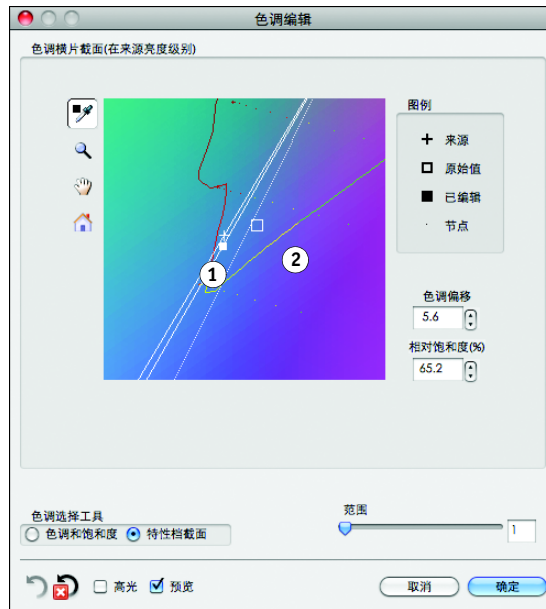 色调编辑
色调横片截面(在来源亮度级别)
图例
来源
原始值
已编辑
节点
1
2
色调偏移
5.6
相对饱和度(%)
65.2
色调选择工具
色调和饱和度 特性档截面
范围
1
高光 预览
取消 确定